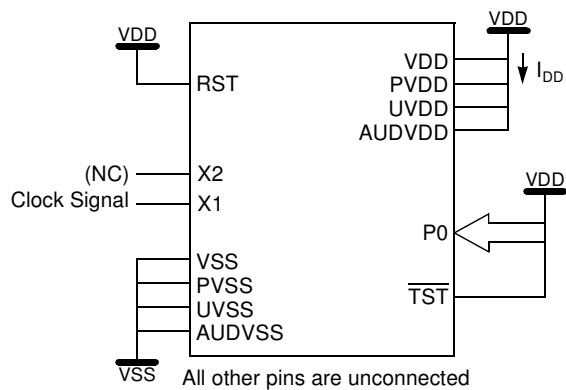 VDD
VDD
RST
VDD
PVDD
UVDD
AUDVDD
I_DD
(NC)
X2
Clock Signal
X1
VDD
P0
TST
VSS
PVSS
UVSS
AUDVSS
VSS
All other pins are unconnected